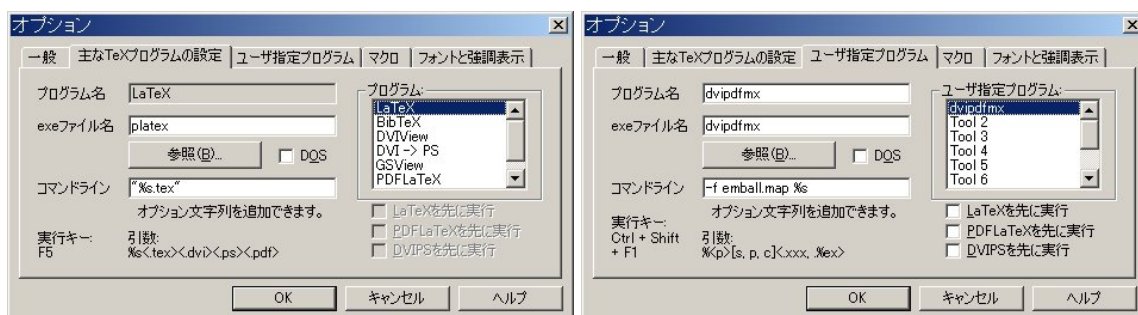 オプション
一般 主なTeXプログラムの設定 ユーザ指定プログラム マクロ フォントと強調表示
プログラム名 LaTeX
exeファイル名 platex
参照(B)... DOS
コマンドライン "%s.tex"
オプション文字列を追加できます。
実行キー: 引数:
F5 %s<.tex><.dvi><.ps><.pdf>
プログラム:
LaTeX
BibTeX
DVIView
DVI -> PS
GSView
PDFLaTeX
LaTeXを先に実行
PDFLaTeXを先に実行
DVIPSを先に実行
OK キャンセル ヘルプ
オプション
一般 主なTeXプログラムの設定 ユーザ指定プログラム マクロ フォントと強調表示
プログラム名 dvipdfmx
exeファイル名 dvipdfmx
参照(B)... DOS
コマンドライン -f emball.map %s
オプション文字列を追加できます。
実行キー: 引数:
Ctrl + Shift
+ F1 %<p>[s, p, c]<.xxx, .%ex>
ユーザ指定プログラム:
dvipdfmx
Tool 2
Tool 3
Tool 4
Tool 5
Tool 6
LaTeXを先に実行
PDFLaTeXを先に実行
DVIPSを先に実行
OK キャンセル ヘルプ